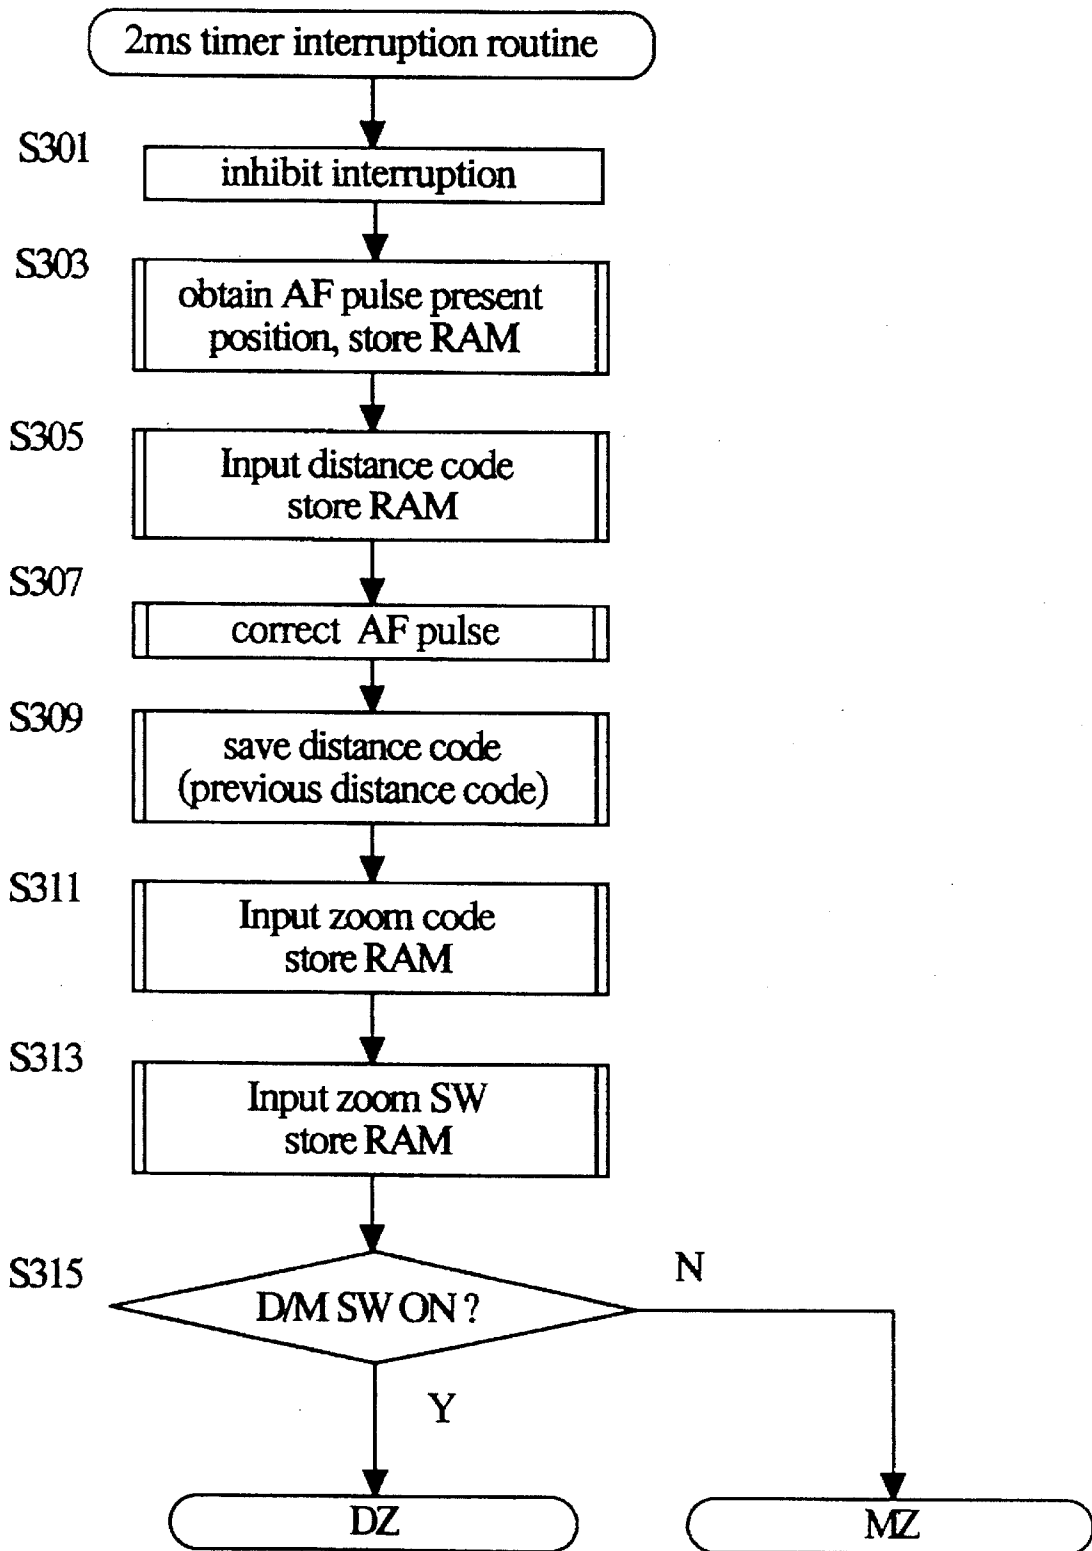 2ms timer interruption routine
S301
inhibit interruption
S303
obtain AF pulse present
position, store RAM
S305
Input distance code
store RAM
S307
correct AF pulse
S309
save distance code
(previous distance code)
S311
Input zoom code
store RAM
S313
Input zoom SW
store RAM
S315
D/M SW ON ?
N
Y
DZ
MZ